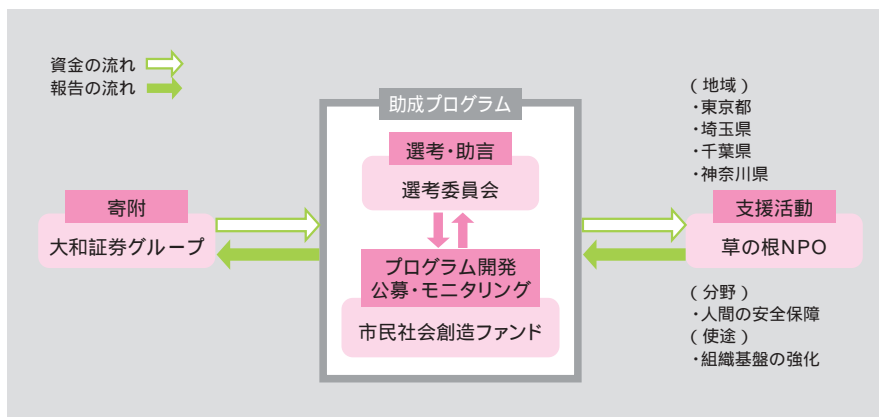 資金の流れ
報告の流れ
助成プログラム
選考・助言
選考委員会
プログラム開発
公募・モニタリング
市民社会創造ファンド
寄附
大和証券グループ
(地域)
・東京都
・埼玉県
・千葉県
・神奈川県
支援活動
草の根NPO
(分野)
・人間の安全保障
(使途)
・組織基盤の強化